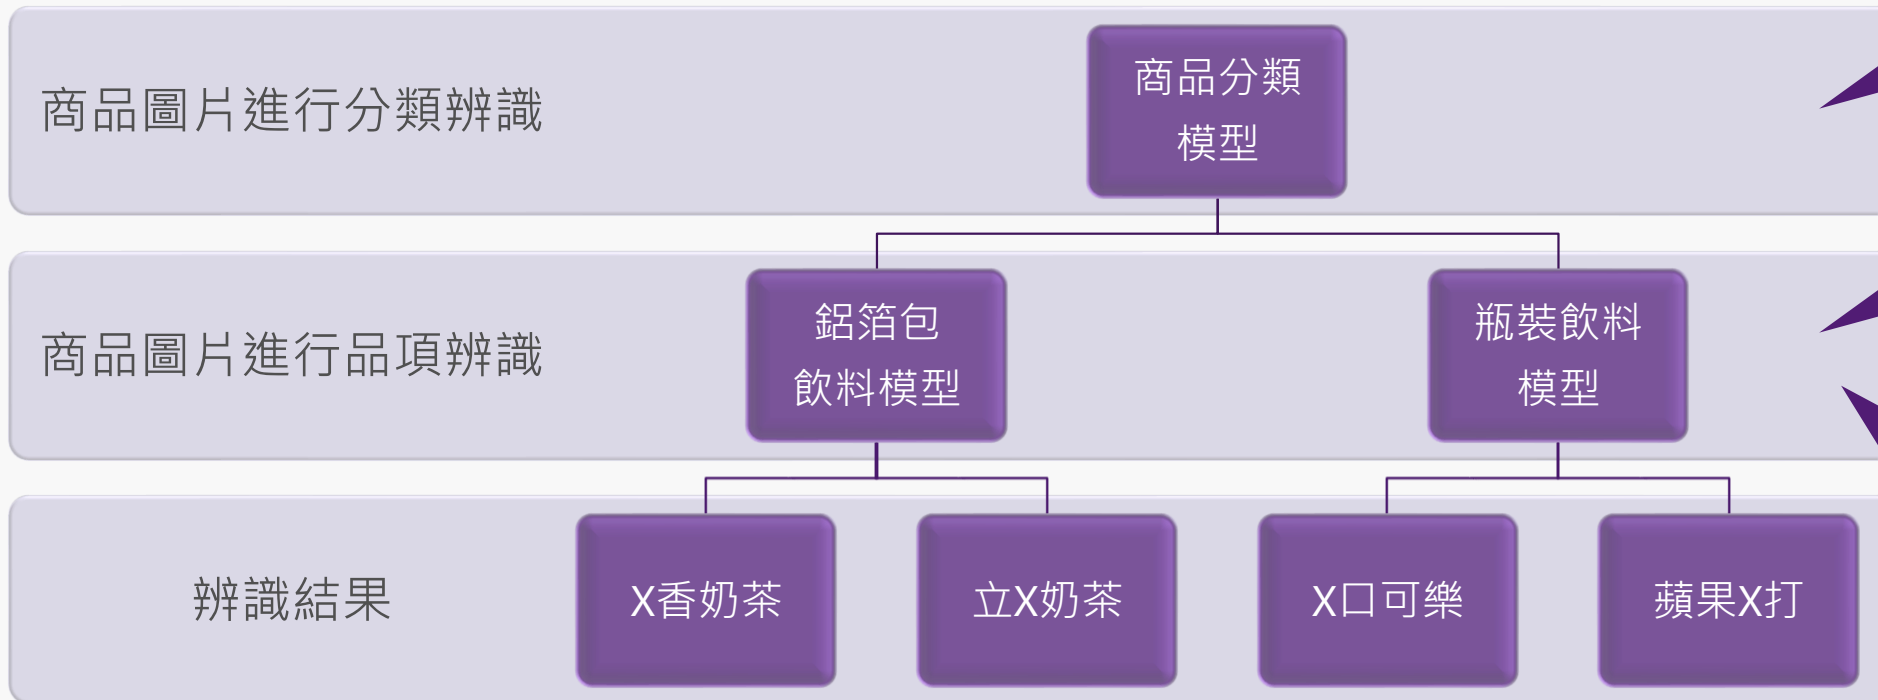 商品圖片進行分類辨識
商品分類
模型
商品圖片進行品項辨識
鋁箔包
飲料模型
瓶裝飲料
模型
辨識結果
X香奶茶
立X奶茶
X口可樂
蘋果X打